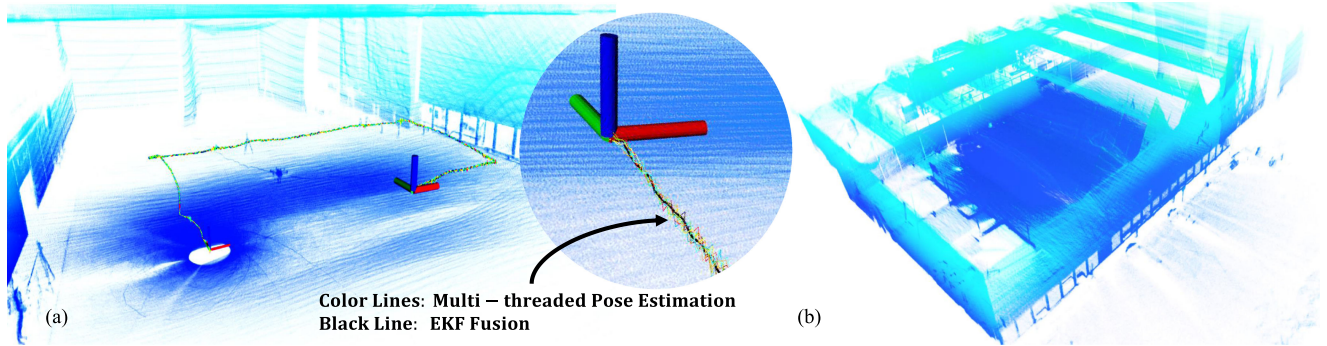 Color Lines: Multi − threaded Pose Estimation
Black Line: EKF Fusion
(a)
(b)